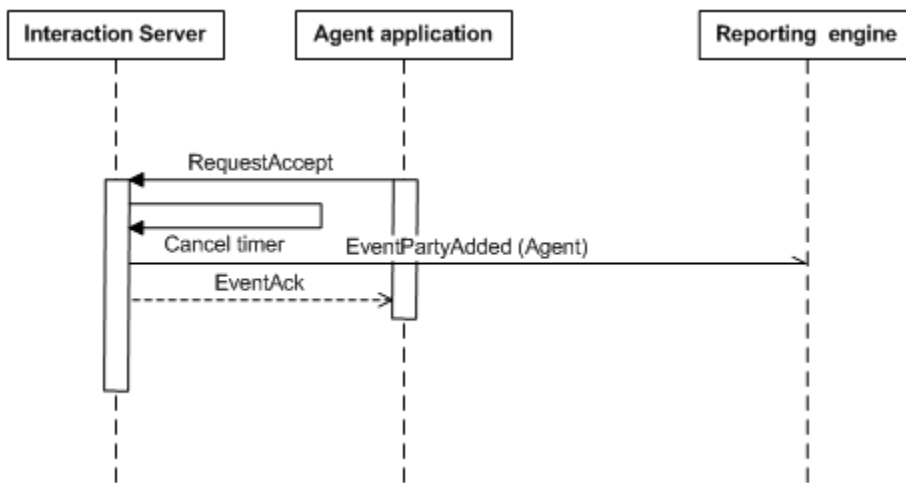 Interaction Server
Agent application
Reporting engine
RequestAccept
Cancel timer
EventPartyAdded (Agent)
EventAck